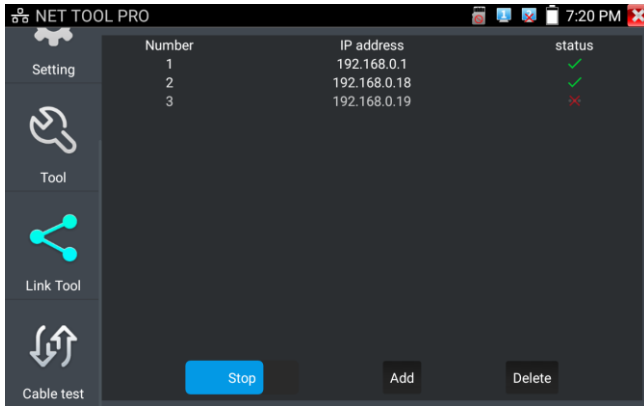 NET TOOL PRO 7:20 PM
Setting
Tool
Link Tool
Cable test
Number IP address status
1 192.168.0.1
2 192.168.0.18
3 192.168.0.19
Stop Add Delete